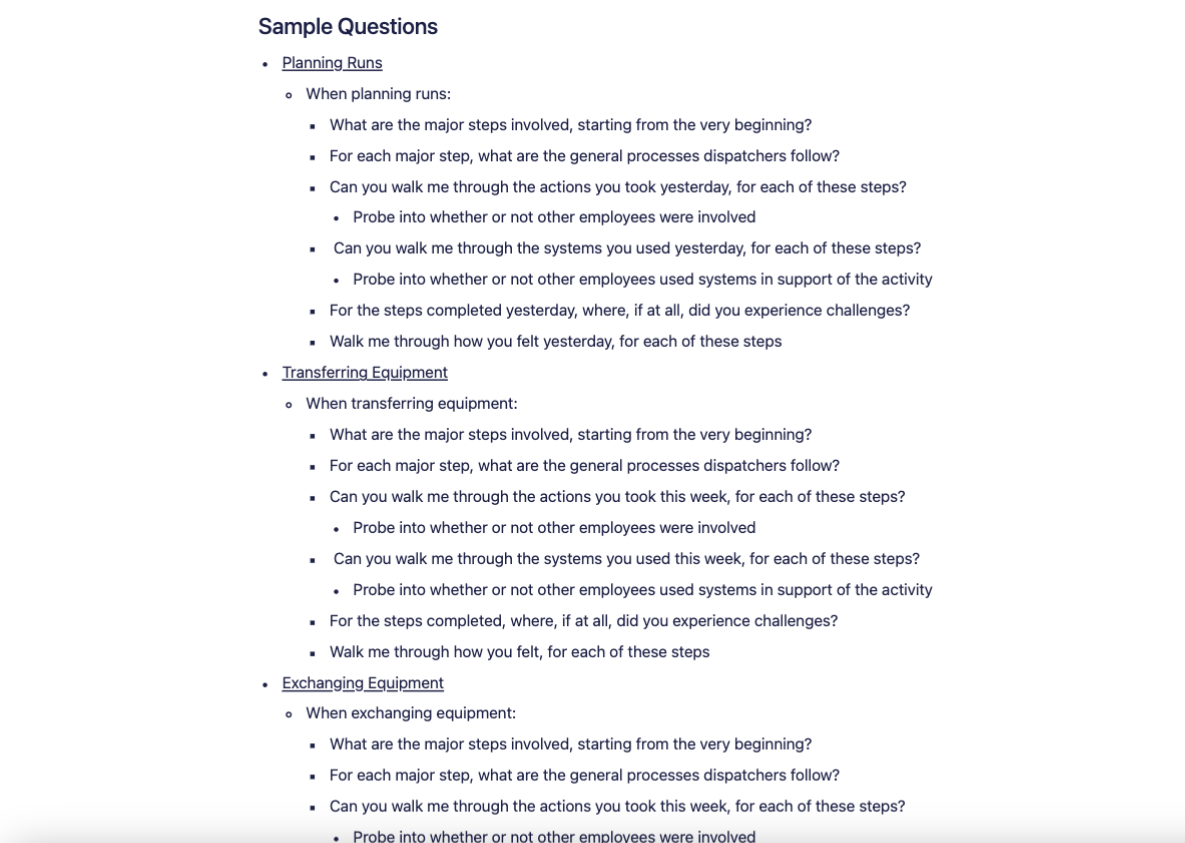 Sample Questions
Planning Runs
When planning runs:
What are the major steps involved, starting from the very beginning?
For each major step, what are the general processes dispatchers follow?
Can you walk me through the actions you took yesterday, for each of these steps?
Probe into whether or not other employees were involved
Can you walk me through the systems you used yesterday, for each of these steps?
Probe into whether or not other employees used systems in support of the activity
For the steps completed yesterday, where, if at all, did you experience challenges?
Walk me through how you felt yesterday, for each of these steps
Transferring Equipment
When transferring equipment:
What are the major steps involved, starting from the very beginning?
For each major step, what are the general processes dispatchers follow?
Can you walk me through the actions you took this week, for each of these steps?
Probe into whether or not other employees were involved
Can you walk me through the systems you used this week, for each of these steps?
Probe into whether or not other employees used systems in support of the activity
For the steps completed, where, if at all, did you experience challenges?
Walk me through how you felt, for each of these steps
Exchanging Equipment
When exchanging equipment:
What are the major steps involved, starting from the very beginning?
For each major step, what are the general processes dispatchers follow?
Can you walk me through the actions you took this week, for each of these steps?
Probe into whether or not other employees were involved